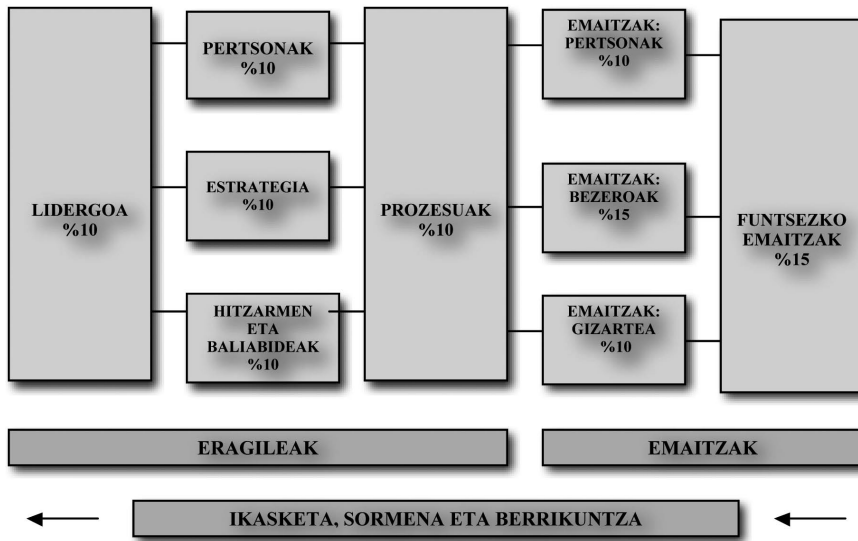 LIDERGOA
%10
PERTSONAK
%10
ESTRATEGIA
%10
HITZARMEN
ETA
BALIABIDEAK
%10
PROZESUAK
%10
EMAITZAK:
PERTSONAK
%10
EMAITZAK:
BEZEROAK
%15
EMAITZAK:
GIZARTEA
%10
FUNTSEZKO
EMAITZAK
%15
ERAGILEAK
EMAITZAK
IKASKETA, SORMENA ETA BERRIKUNTZA